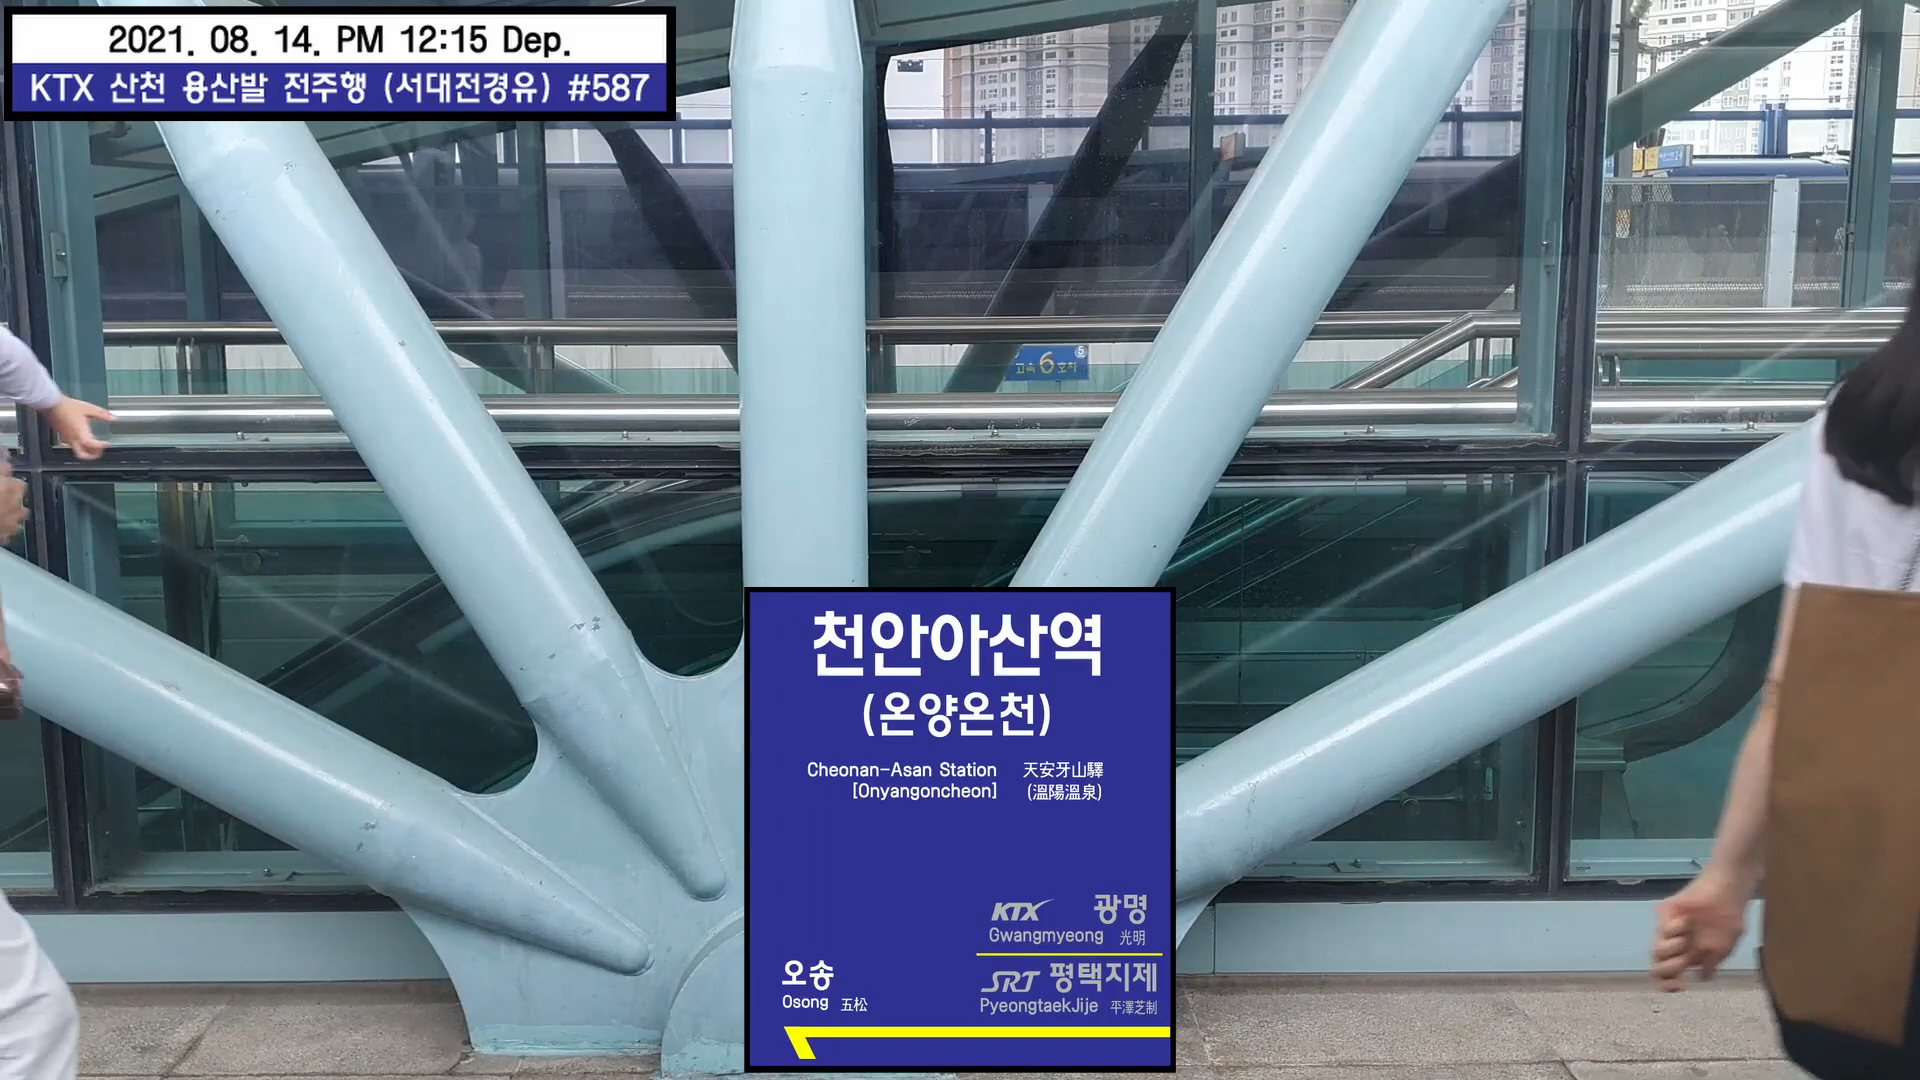 2021. 08. 14. PM 12:15 Dep.
KTX 산천 용산발 전주행 (서대전경유) #587
5
고속 6 호차
천안아산역
(온양온천)
Cheonan-Asan Station 天安牙山驛
[Onyangoncheon] (溫陽溫泉)
KTX 광명
Gwangmyeong 光明
오송
Osong 五松
SRT 평택지제
PyeongtaekJije 平澤芝制